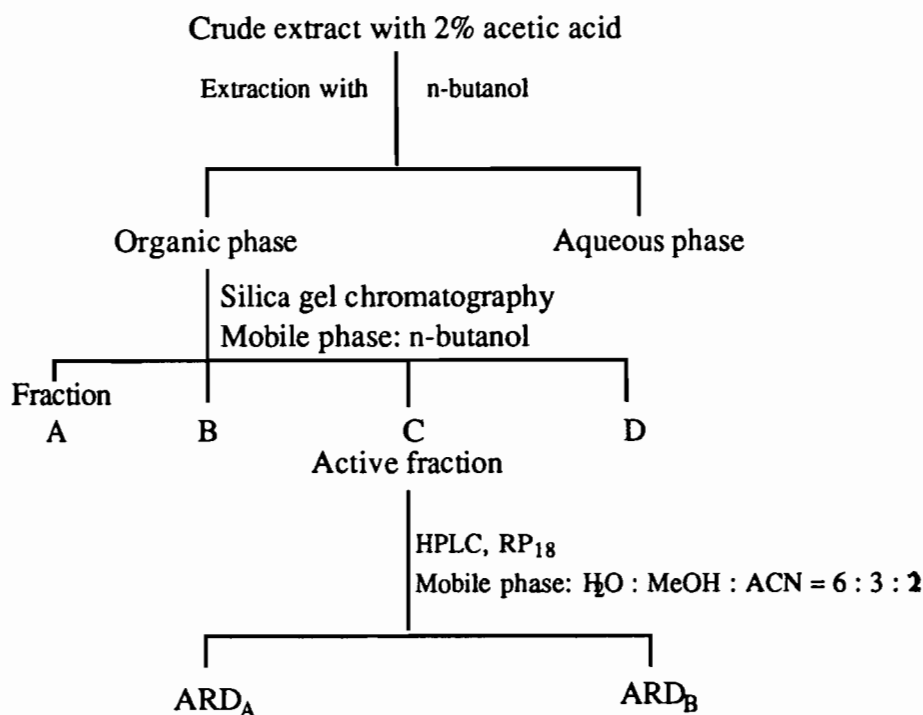 Crude extract with 2% acetic acid
Extraction with n-butanol
Organic phase Aqueous phase
Silica gel chromatography
Mobile phase: n-butanol
Fraction
A B C D
Active fraction
HPLC, RP18
Mobile phase: H2O : MeOH : ACN = 6 : 3 :
ARDA ARDB